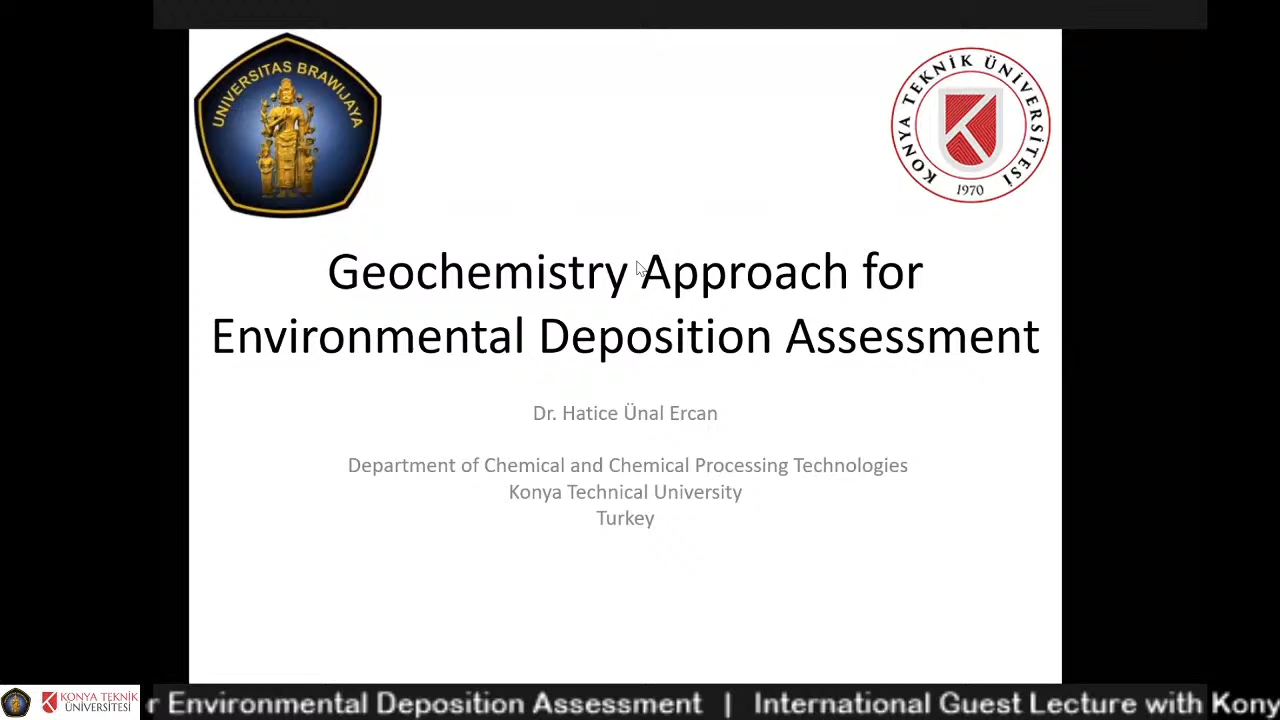 UNIVERSITAS BRAWIJAYA
KONYA TEKNİK ÜNİVERSİTESİ
1970
Geochemistry Approach for
Environmental Deposition Assessment
Dr. Hatice Ünal Ercan
Department of Chemical and Chemical Processing Technologies
Konya Technical University
Turkey
KONYA TEKNİK
ÜNİVERSİTESİ
r Environmental Deposition Assessment | International Guest Lecture with Kony